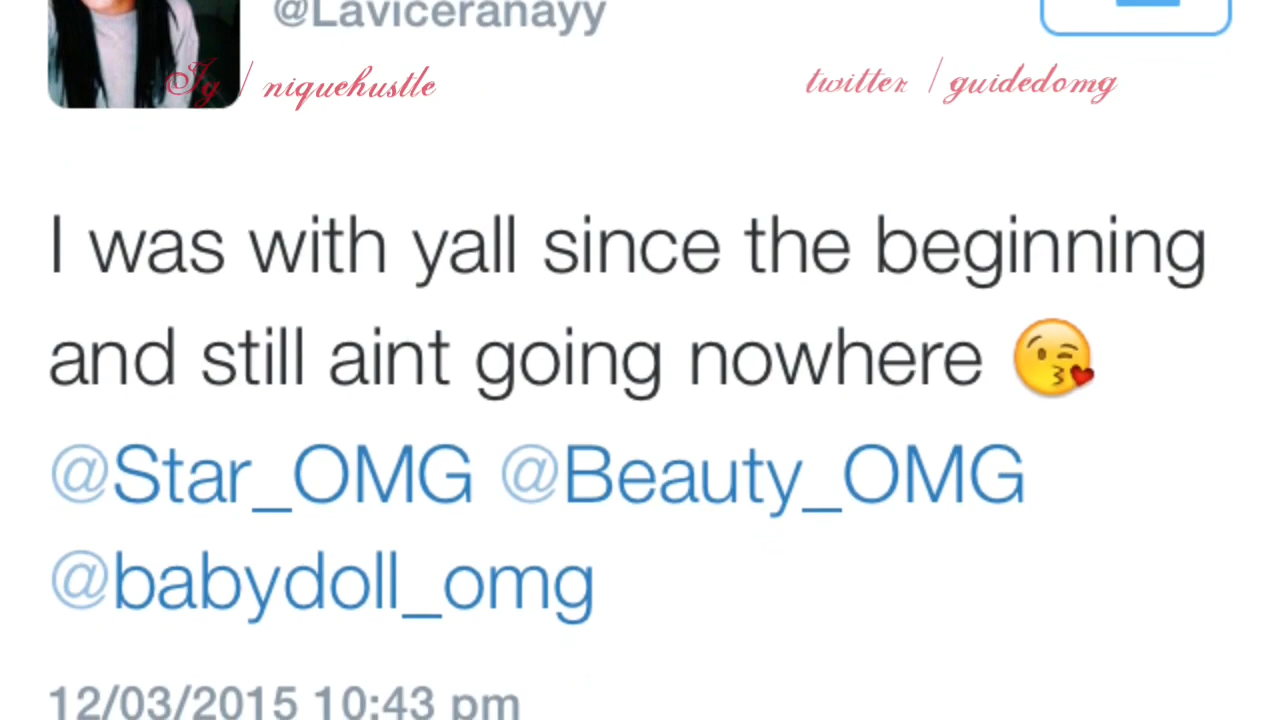 @Laviceranayy
Ig / niquehustle
twitter / guidedomg
I was with yall since the beginning
and still aint going nowhere 😘
@Star_OMG @Beauty_OMG
@babydoll_omg
12/03/2015 10:43 pm